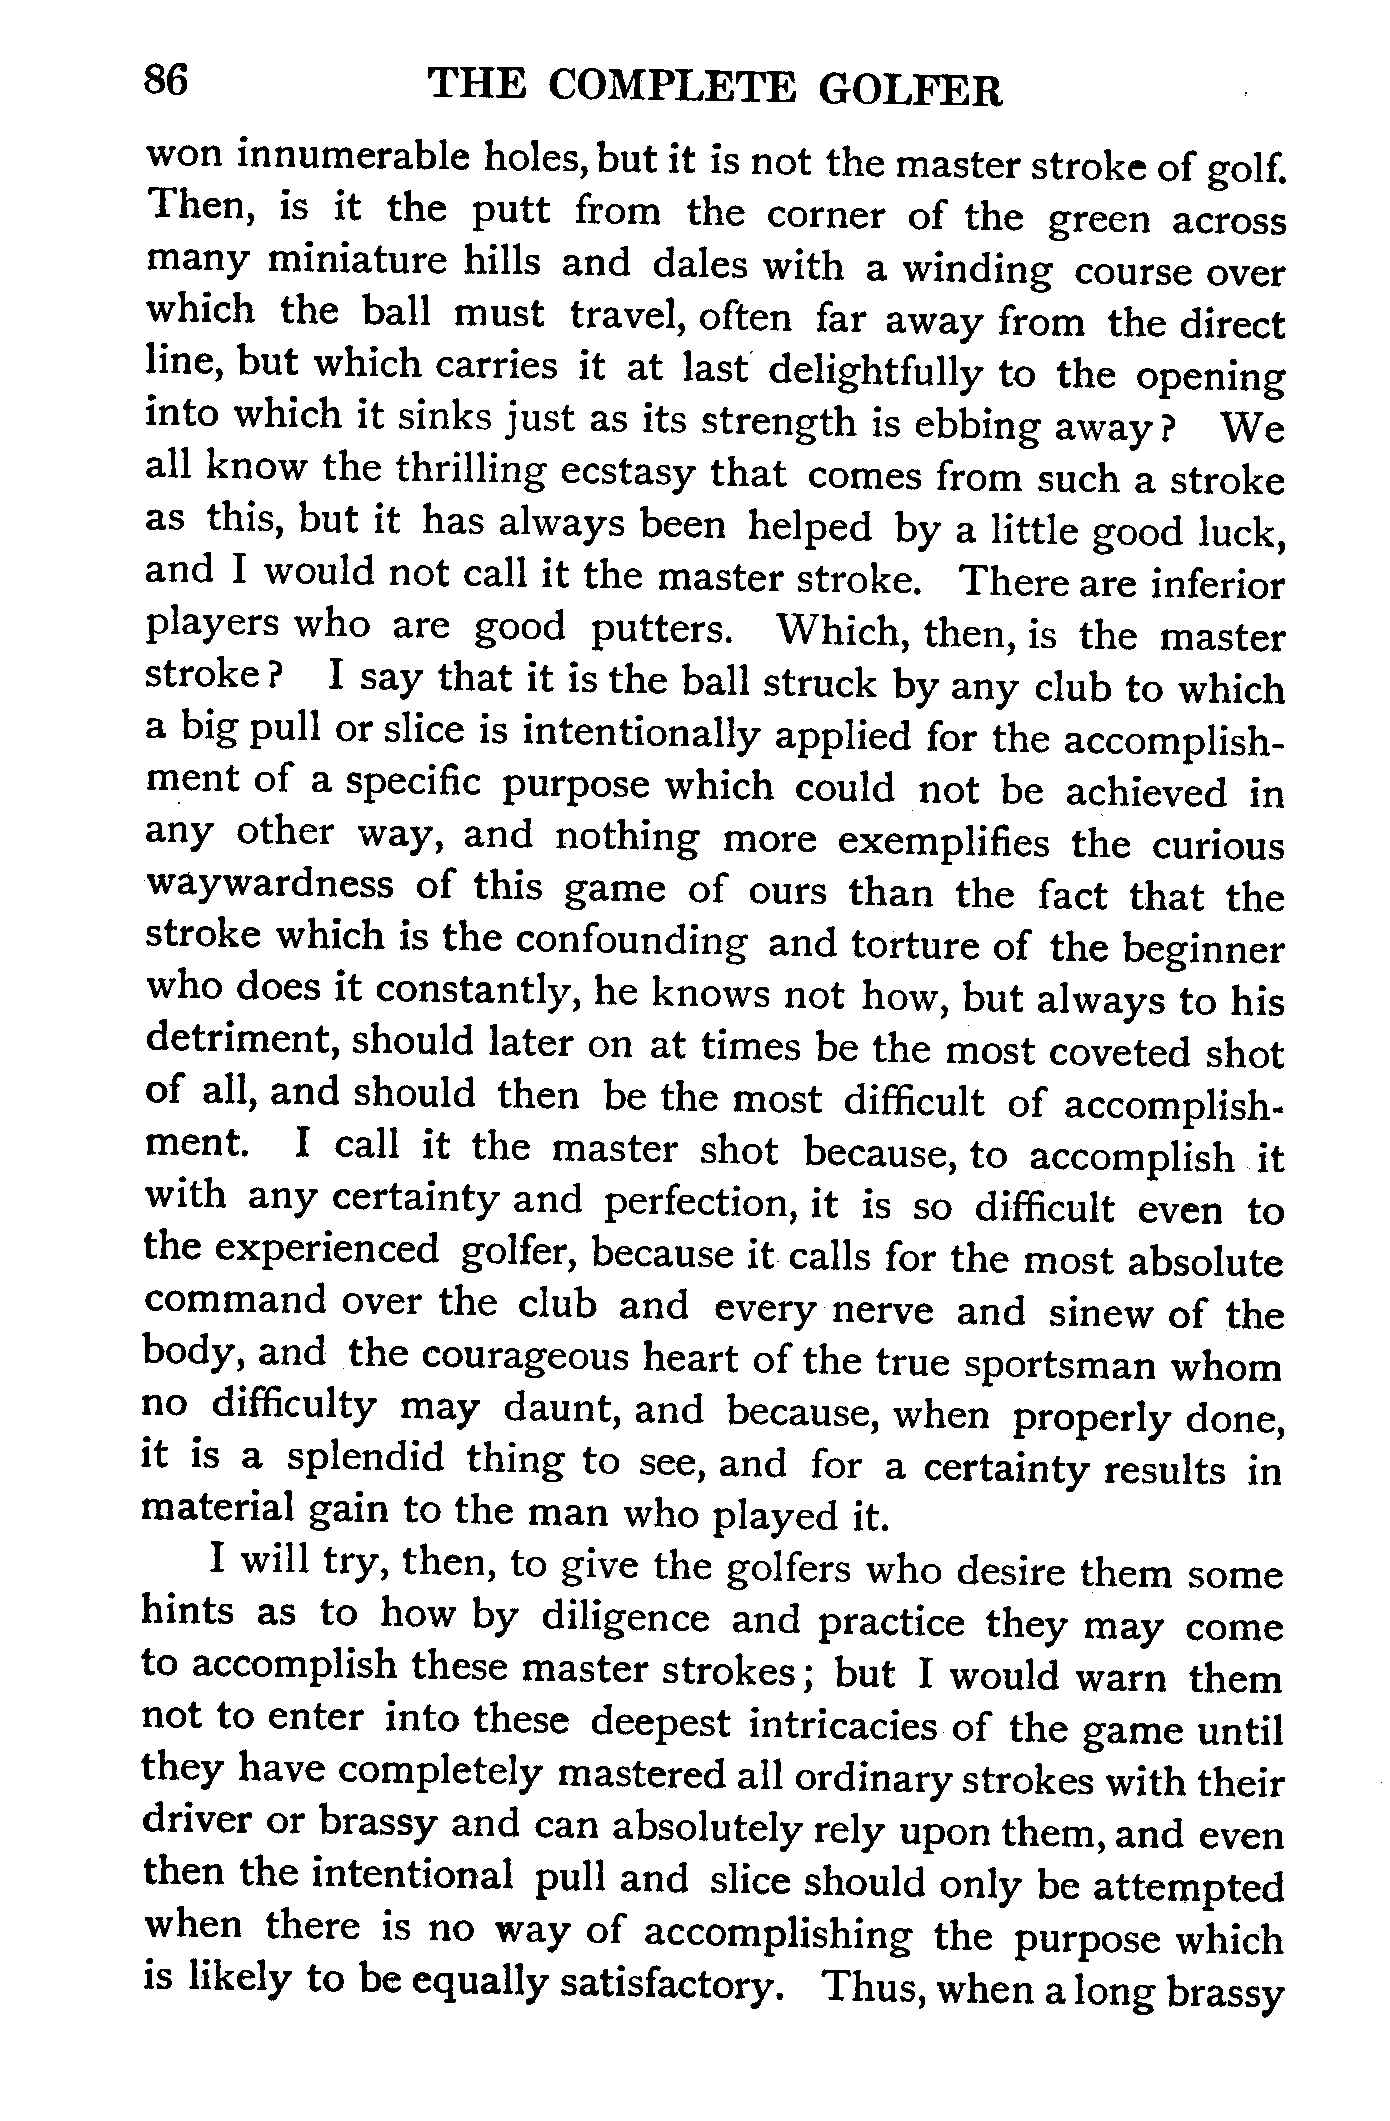 86 THE COMPLETE GOLFER
won innumerable holes, but it is not the master stroke of golf.
Then, is it the putt from the corner of the green across
many miniature hills and dales with a winding course over
which the ball must travel, often far away from the direct
line, but which carries it at last delightfully to the opening
into which it sinks just as its strength is ebbing away? We
all know the thrilling ecstasy that comes from such a stroke
as this, but it has always been helped by a little good luck,
and I would not call it the master stroke. There are inferior
players who are good putters. Which, then, is the master
stroke? I say that it is the ball struck by any club to which
a big pull or slice is intentionally applied for the accomplish-
ment of a specific purpose which could not be achieved in
any other way, and nothing more exemplifies the curious
waywardness of this game of ours than the fact that the
stroke which is the confounding and torture of the beginner
who does it constantly, he knows not how, but always to his
detriment, should later on at times be the most coveted shot
of all, and should then be the most difficult of accomplish-
ment. I call it the master shot because, to accomplish it
with any certainty and perfection, it is so difficult even to
the experienced golfer, because it calls for the most absolute
command over the club and every nerve and sinew of the
body, and the courageous heart of the true sportsman whom
no difficulty may daunt, and because, when properly done,
it is a splendid thing to see, and for a certainty results in
material gain to the man who played it.
I will try, then, to give the golfers who desire them some
hints as to how by diligence and practice they may come
to accomplish these master strokes; but I would warn them
not to enter into these deepest intricacies of the game until
they have completely mastered all ordinary strokes with their
driver or brassy and can absolutely rely upon them, and even
then the intentional pull and slice should only be attempted
when there is no way of accomplishing the purpose which
is likely to be equally satisfactory. Thus, when a long brassy